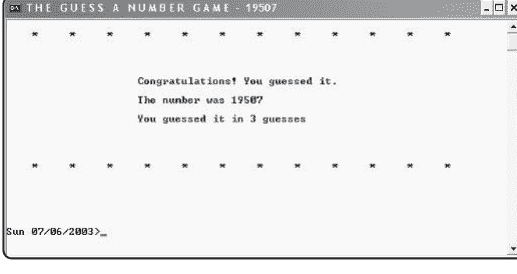 THE GUESS A NUMBER GAME - 19507
* * * * * * * * * * * *
Congratulations! You guessed it.
The number was 19507
You guessed it in 3 guesses
* * * * * * * * * * * *
Sun 07/06/2003>_